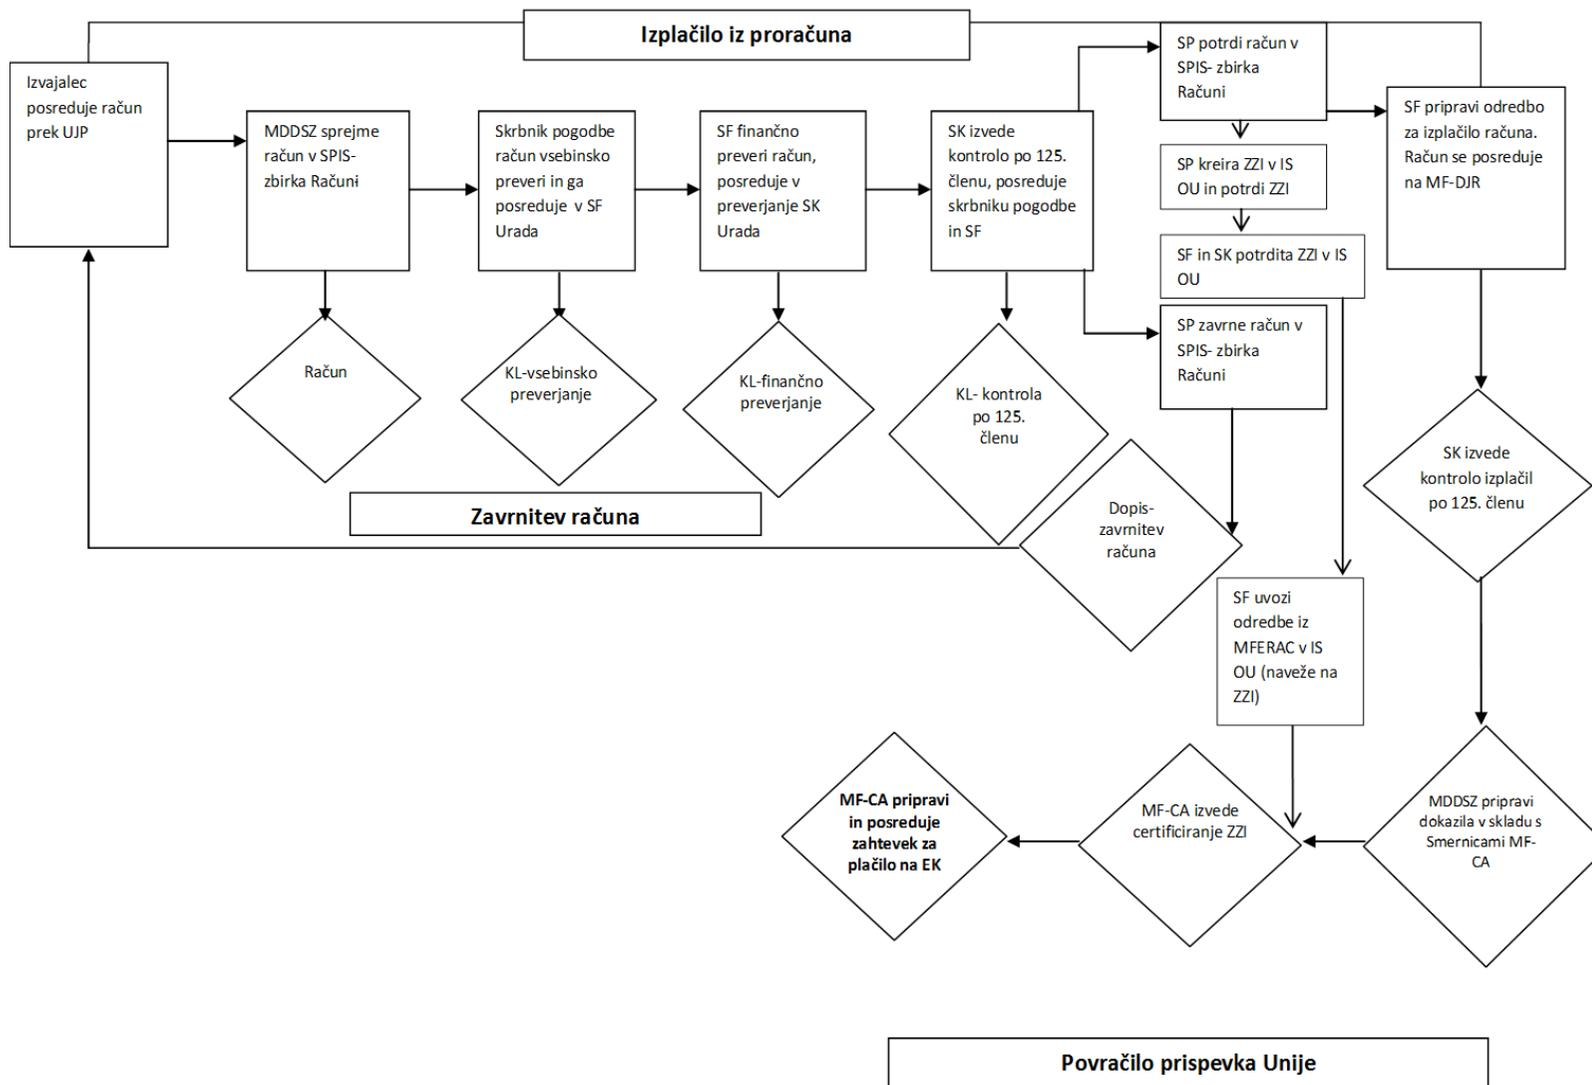 Izplačilo iz proračuna
Izvajalec
posreduje račun
prek UJP
MDDSZ sprejme
račun v SPIS-
zbirka Računi
Skrbnik pogodbe
račun vsebinsko
preveri in ga
posreduje v SF
Urada
SF finančno
preveri račun,
posreduje v
preverjanje SK
Urada
SK izvede
kontrolo po 125.
členu, posreduje
skrbniku pogodbe
in SF
SP potrdi račun v
SPIS- zbirka
Računi
SP kreira ZZI v IS
OU in potrdi ZZI
SF in SK potrdita ZZI v IS
OU
SP zavrne račun v
SPIS- zbirka
Računi
SF pripravi odredbo
za izplačilo računa.
Račun se posreduje
na MF-DJR
Račun
KL-vsebinsko
preverjanje
KL-finančno
preverjanje
KL- kontrola
po 125.
členu
SK izvede
kontrolo izplačil
po 125. členu
Zavrnitev računa
Dopis-
zavrnitev
računa
SF uvozi
odredbe iz
MFERAC v IS
OU (naveže na
ZZI)
MF-CA pripravi
in posreduje
zahtevek za
plačilo na EK
MF-CA izvede
certificiranje ZZI
MDDSZ pripravi
dokazila v skladu s
Smernicami MF-
CA
Povračilo prispevka Unije